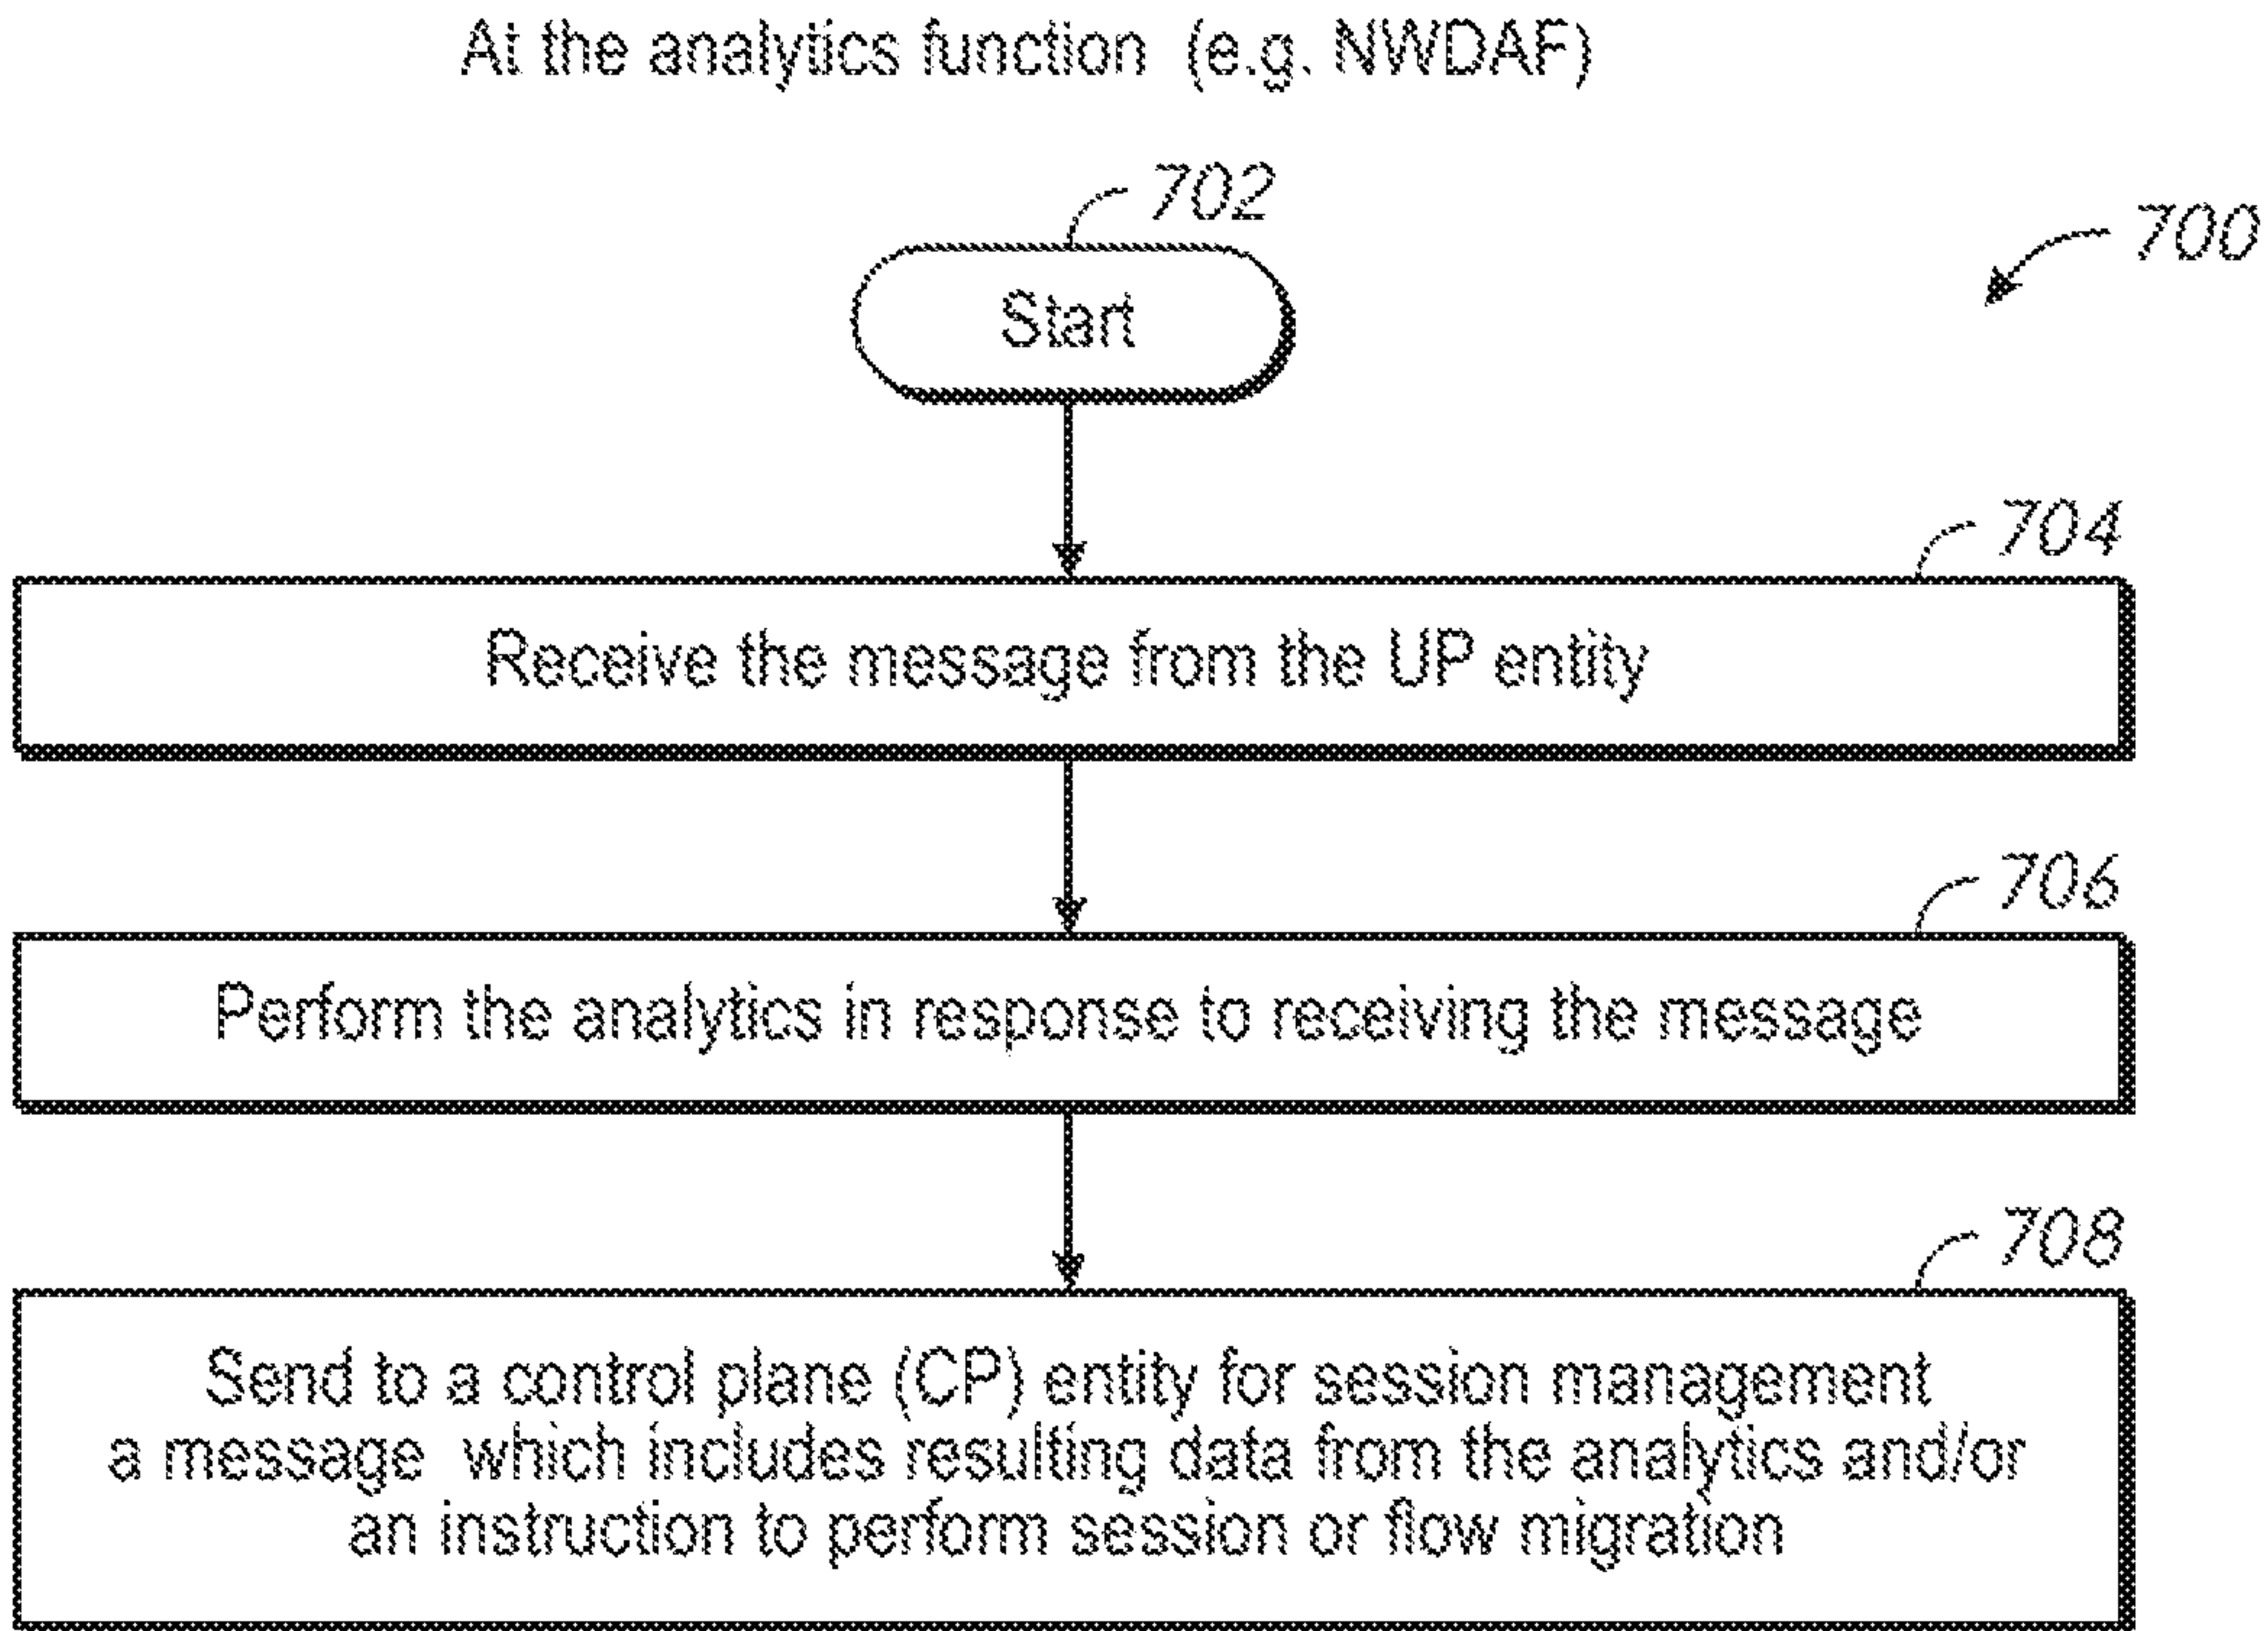 At the analytics function (e.g. NWDAF)
702
700
Start
704
Receive the message from the UP entity
706
Perform the analytics in response to receiving the message
708
Send to a control plane (CP) entity for session management
a message which includes resulting data from the analytics and/or
an instruction to perform session or flow migration